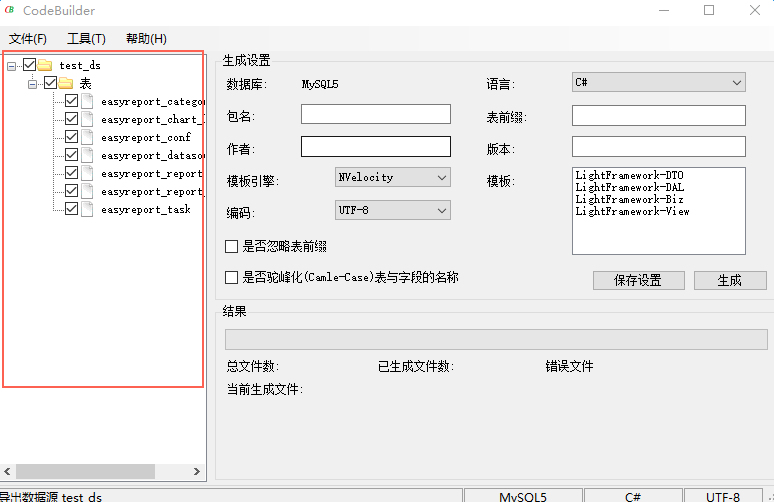 CB CodeBuilder
文件(F) 工具(T) 帮助(H)
test_ds
表
easyreport_catego
easyreport_chart_
easyreport_conf
easyreport_dataso
easyreport_report
easyreport_report_
easyreport_task
生成设置
数据库: MySQL5 语言: C#
包名: 表前缀:
作者: 版本:
模板引擎: NVelocity 模板:
LightFramework-DTO
LightFramework-DAL
LightFramework-Biz
LightFramework-View
编码: UTF-8
是否忽略表前缀
是否驼峰化(Camle-Case)表与字段的名称
保存设置 生成
结果
总文件数: 已生成文件数: 错误文件
当前生成文件:
导出数据源 test_ds MySQL5 C# UTF-8